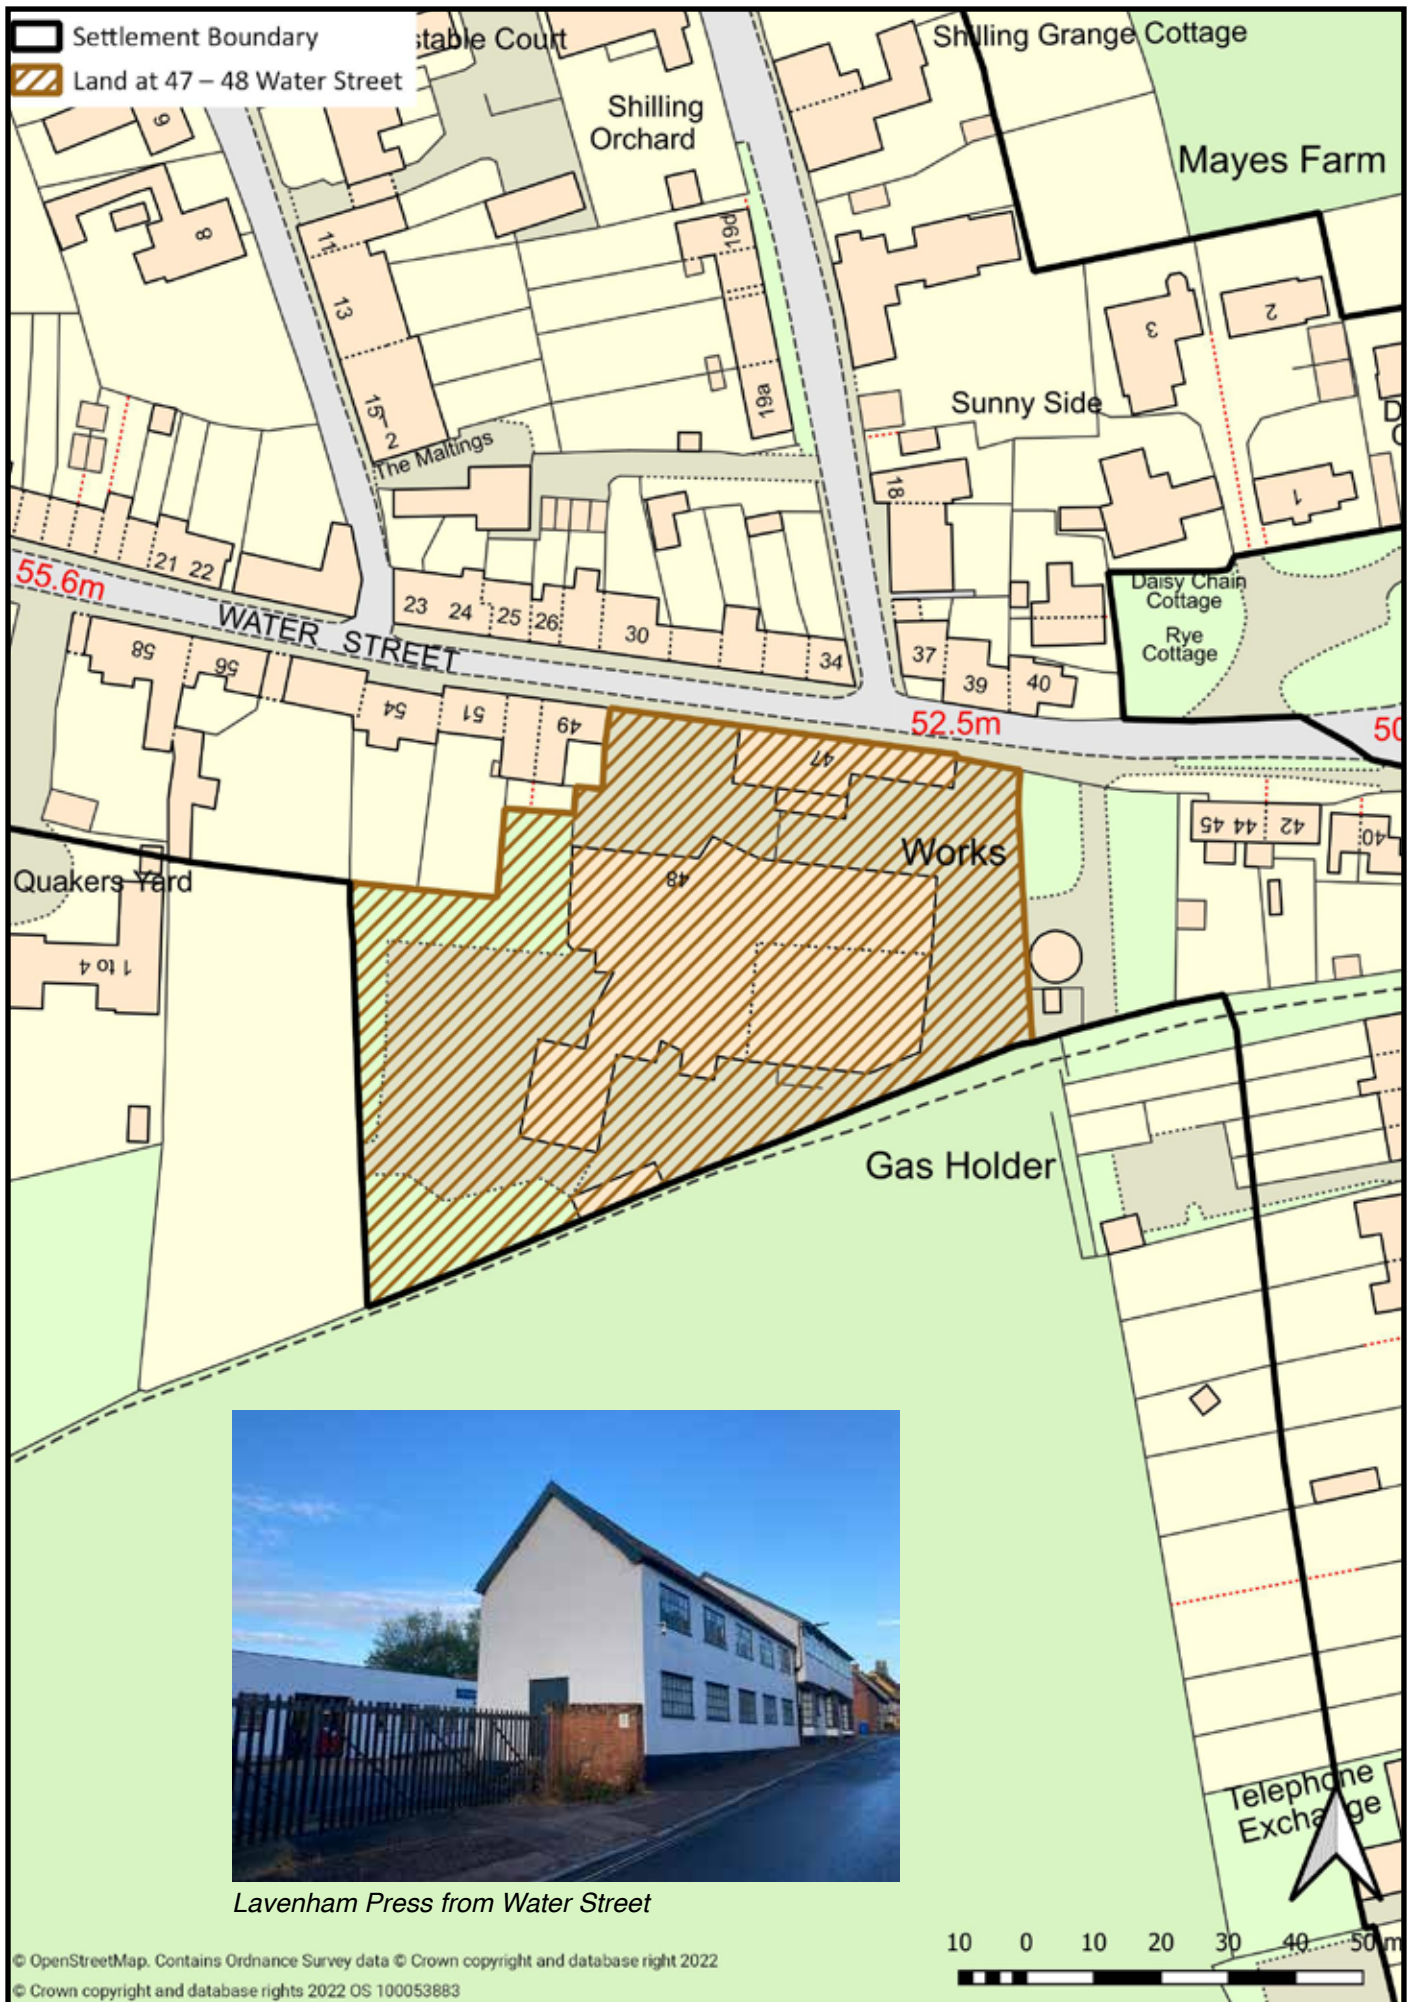 Settlement Boundary
Land at 47 – 48 Water Street
stable Court
Shilling Grange Cottage
Shilling
Orchard
Mayes Farm
9
8
11
13
15
2
The Maltings
19d
19a
Sunny Side
18
3
2
1
Daisy Chain
Cottage
Rye
Cottage
55.6m
21 22
WATER STREET
23 24 25 26 30 34
37 39 40
52.5m
50
58 56 54 51 49
47
Works
48
45 44 42 40
Quakers Yard
1 to 4
Gas Holder
Telephone
Exchange
Lavenham Press from Water Street
10 0 10 20 30 40 50 m
© OpenStreetMap. Contains Ordnance Survey data © Crown copyright and database right 2022
© Crown copyright and database rights 2022 OS 100053883